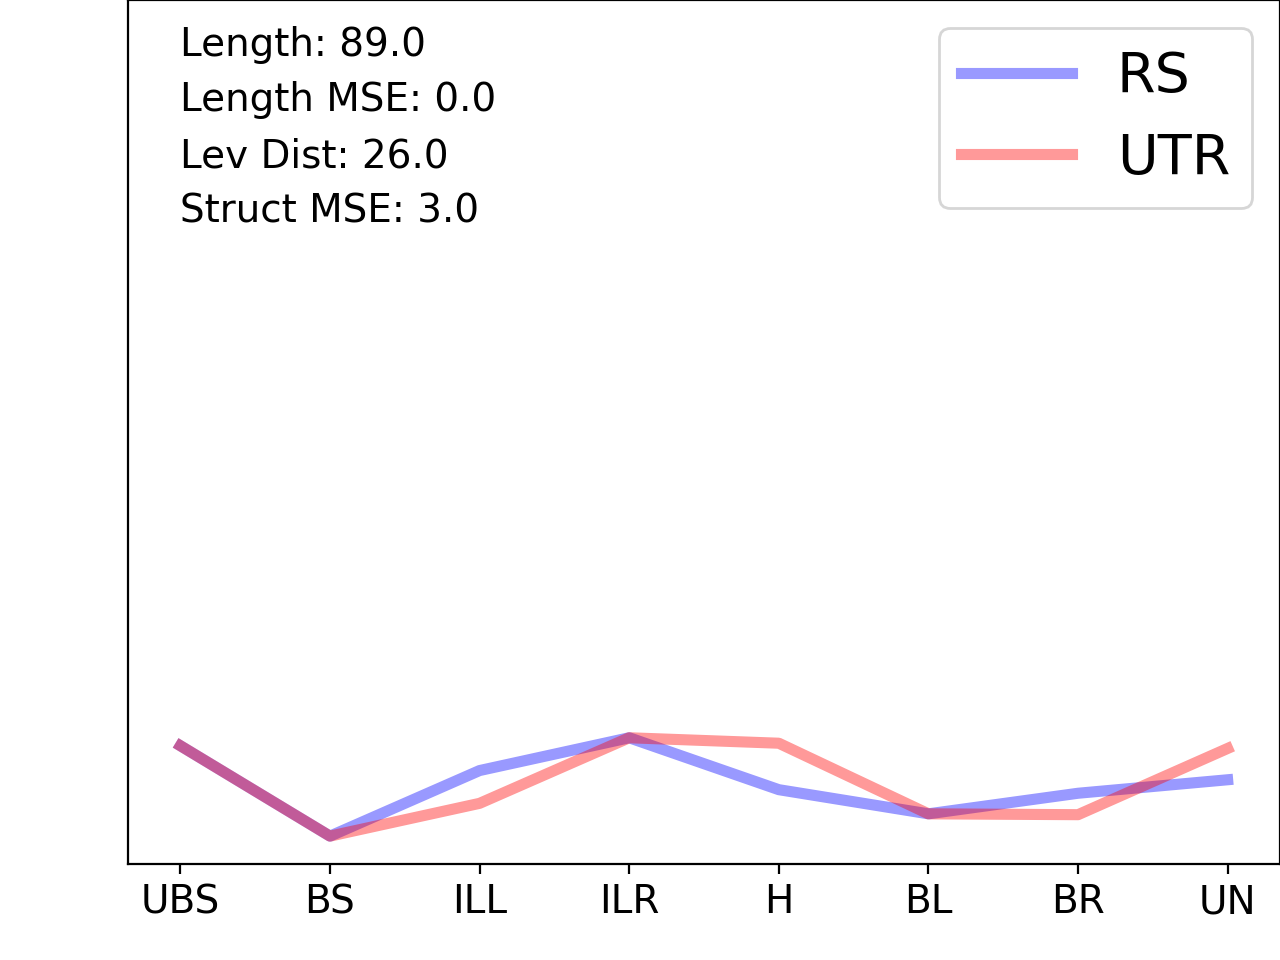 Length: 89.0
Length MSE: 0.0
Lev Dist: 26.0
Struct MSE: 3.0
RS
UTR
UBS BS ILL ILR H BL BR UN